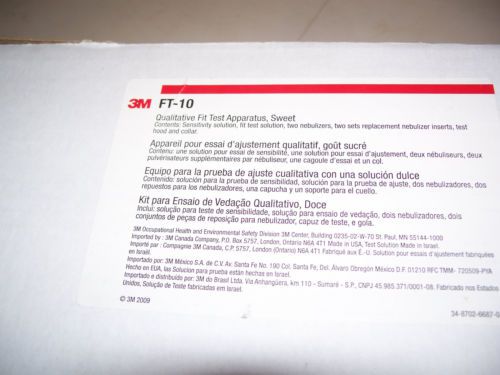 3M FT-10
Qualitative Fit Test Apparatus, Sweet
Contents: Sensitivity solution, fit test solution, two nebulizers, two sets replacement nebulizer inserts, test
hood and collar.
Appareil pour essai d'ajustement qualitatif, goût sucré
Contenu: une solution pour essai de sensibilité, une solution pour essai d'ajustement, deux nébuliseurs, deux
pulvérisateurs supplémentaires par nébuliseur, une cagoule d'essai et un col.
Equipo para la prueba de ajuste cualitativa con una solución dulce
Contenido: solución para la prueba de sensibilidad, solución para la prueba de ajuste, dos nebulizadores, dos
repuestos para los nebulizadores, una capucha y un soporte para el cuello.
Kit para Ensaio de Vedação Qualitativo, Doce
Inclui: solução para teste de sensibilidade, solução para ensaio de vedação, dois nebulizadores, dois
conjuntos de peças de reposição para nebulizador, capuz de teste, e gola.
3M Occupational Health and Environmental Safety Division 3M Center, Building 0235-02-W-70 St. Paul, MN 55144-1000
Imported by: 3M Canada Company, P.O. Box 5757, London, Ontario N6A 4T1 Made in USA, Test Solution Made in Israel.
Importé par: Compagnie 3M Canada, C.P. 5757, London (Ontario) N6A 4T1 Fabriqué aux É.-U. Solution pour essai d'ajustement fabriquées
en Israël.
Importado por: 3M México S.A. de C.V. Av. Santa Fe No. 190 Col. Santa Fe, Del. Álvaro Obregón México D.F. 01210 RFC TMM- 720509-PYA
Hecho en EUA, las Solucion para prueba están hechas en Israel.
Importado e distribuido por: 3M do Brasil Ltda. Via Anhangüera, km 110 - Sumaré - S.P., CNPJ 45.985.371/0001-08. Fabricado nos Estados
Unidos, Solução de Teste fabricadas em Israel.
© 3M 2009
34-8702-6687-